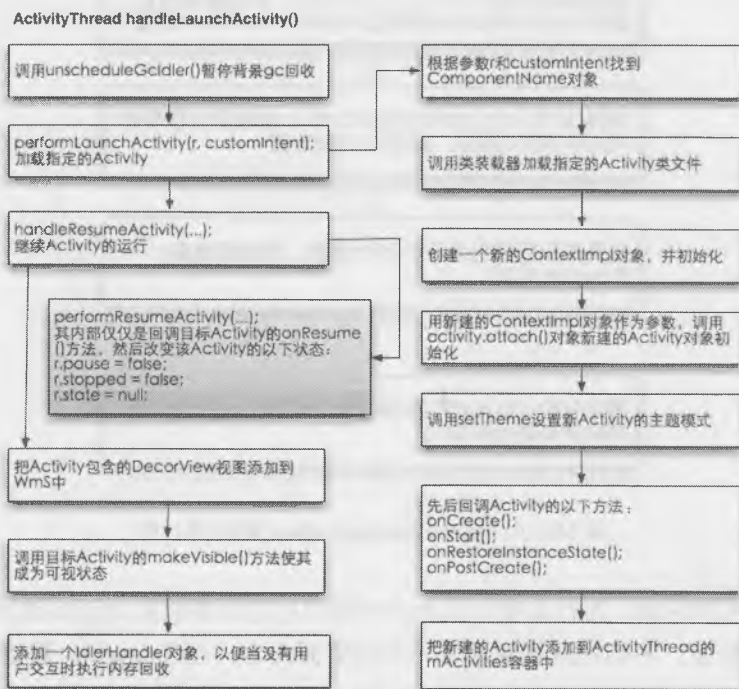 ActivityThread handleLaunchActivity()
调用unscheduleGcIdler()暂停背景gc回收
performLaunchActivity(r, customIntent);
加载指定的Activity
handleResumeActivity(...);
继续Activity的运行
performResumeActivity(...);
其内部仅仅是回调目标Activity的onResume
()方法，然后改变该Activity的以下状态：
r.pause = false;
r.stopped = false;
r.state = null;
把Activity包含的DecorView视图添加到
WmS中
调用目标Activity的makeVisible()方法使其
成为可视状态
添加一个IdlerHandler对象，以便当没有用
户交互时执行内存回收
根据参数r和customIntent找到
ComponentName对象
调用类装载器加载指定的Activity类文件
创建一个新的ContextImpl对象，并初始化
用新建的ContextImpl对象作为参数，调用
activity.attach()对象新建的Activity对象初
始化
调用setTheme设置新Activity的主题模式
先后回调Activity的以下方法：
onCreate();
onStart();
onRestoreInstanceState();
onPostCreate();
把新建的Activity添加到ActivityThread的
mActivities容器中